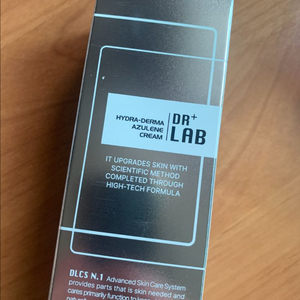 HYDRA-DERMA
AZULENE
CREAM
DR+
LAB
IT UPGRADES SKIN WITH
SCIENTIFIC METHOD
COMPLETED THROUGH
HIGH-TECH FORMULA
DLCS N.1 Advanced Skin Care System
provides parts that is skin needed and
cares primarily function to